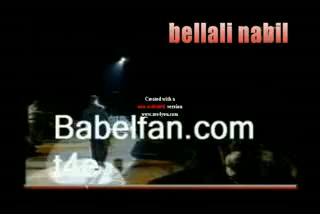 bellali nabil
Created with a
version
Babelfan.com
t4e